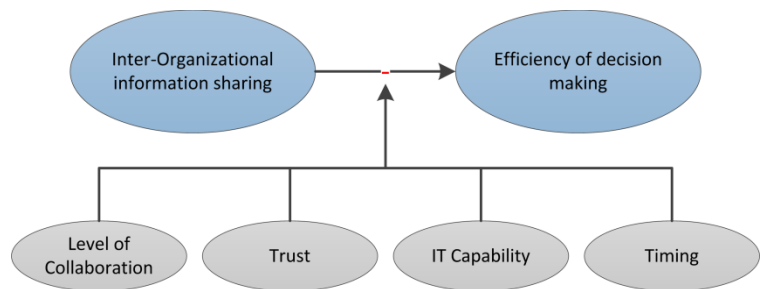 Inter-Organizational
information sharing
-
Efficiency of decision
making
Level of
Collaboration
Trust
IT Capability
Timing